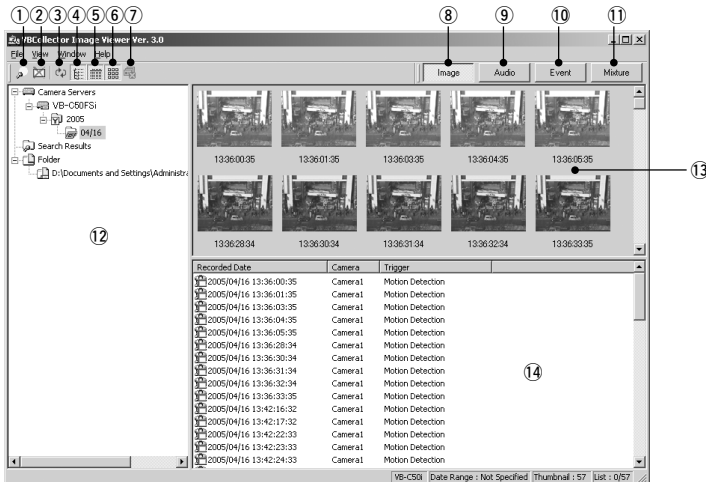 ① ② ③ ④ ⑤ ⑥ ⑦ ⑧ ⑨ ⑩ ⑪
VBCollector Image Viewer Ver. 3.0
File View Window Help
Image Audio Event Mixture
Camera Servers
VB-C50FSi
2005
04/16
Search Results
Folder
D:\Documents and Settings\Administra
⑫
13:36:00:35 13:36:01:35 13:36:03:35 13:36:04:35 13:36:05:35
⑬
13:36:28:34 13:36:30:34 13:36:31:34 13:36:32:34 13:36:33:35
Recorded Date Camera Trigger
2005/04/16 13:36:00:35 Camera1 Motion Detection
2005/04/16 13:36:01:35 Camera1 Motion Detection
2005/04/16 13:36:03:35 Camera1 Motion Detection
2005/04/16 13:36:04:35 Camera1 Motion Detection
2005/04/16 13:36:05:35 Camera1 Motion Detection
2005/04/16 13:36:28:34 Camera1 Motion Detection
2005/04/16 13:36:30:34 Camera1 Motion Detection
2005/04/16 13:36:31:34 Camera1 Motion Detection
⑭
2005/04/16 13:36:32:34 Camera1 Motion Detection
2005/04/16 13:36:33:35 Camera1 Motion Detection
2005/04/16 13:42:16:32 Camera1 Motion Detection
2005/04/16 13:42:17:32 Camera1 Motion Detection
2005/04/16 13:42:22:33 Camera1 Motion Detection
2005/04/16 13:42:23:33 Camera1 Motion Detection
2005/04/16 13:42:24:33 Camera1 Motion Detection
VB-C50i Date Range : Not Specified Thumbnail : 57 List : 0/57